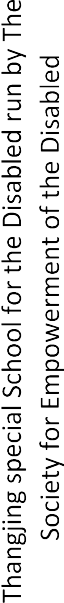 Thangjing special School for the Disabled run by The
Society for Empowerment of the Disabled